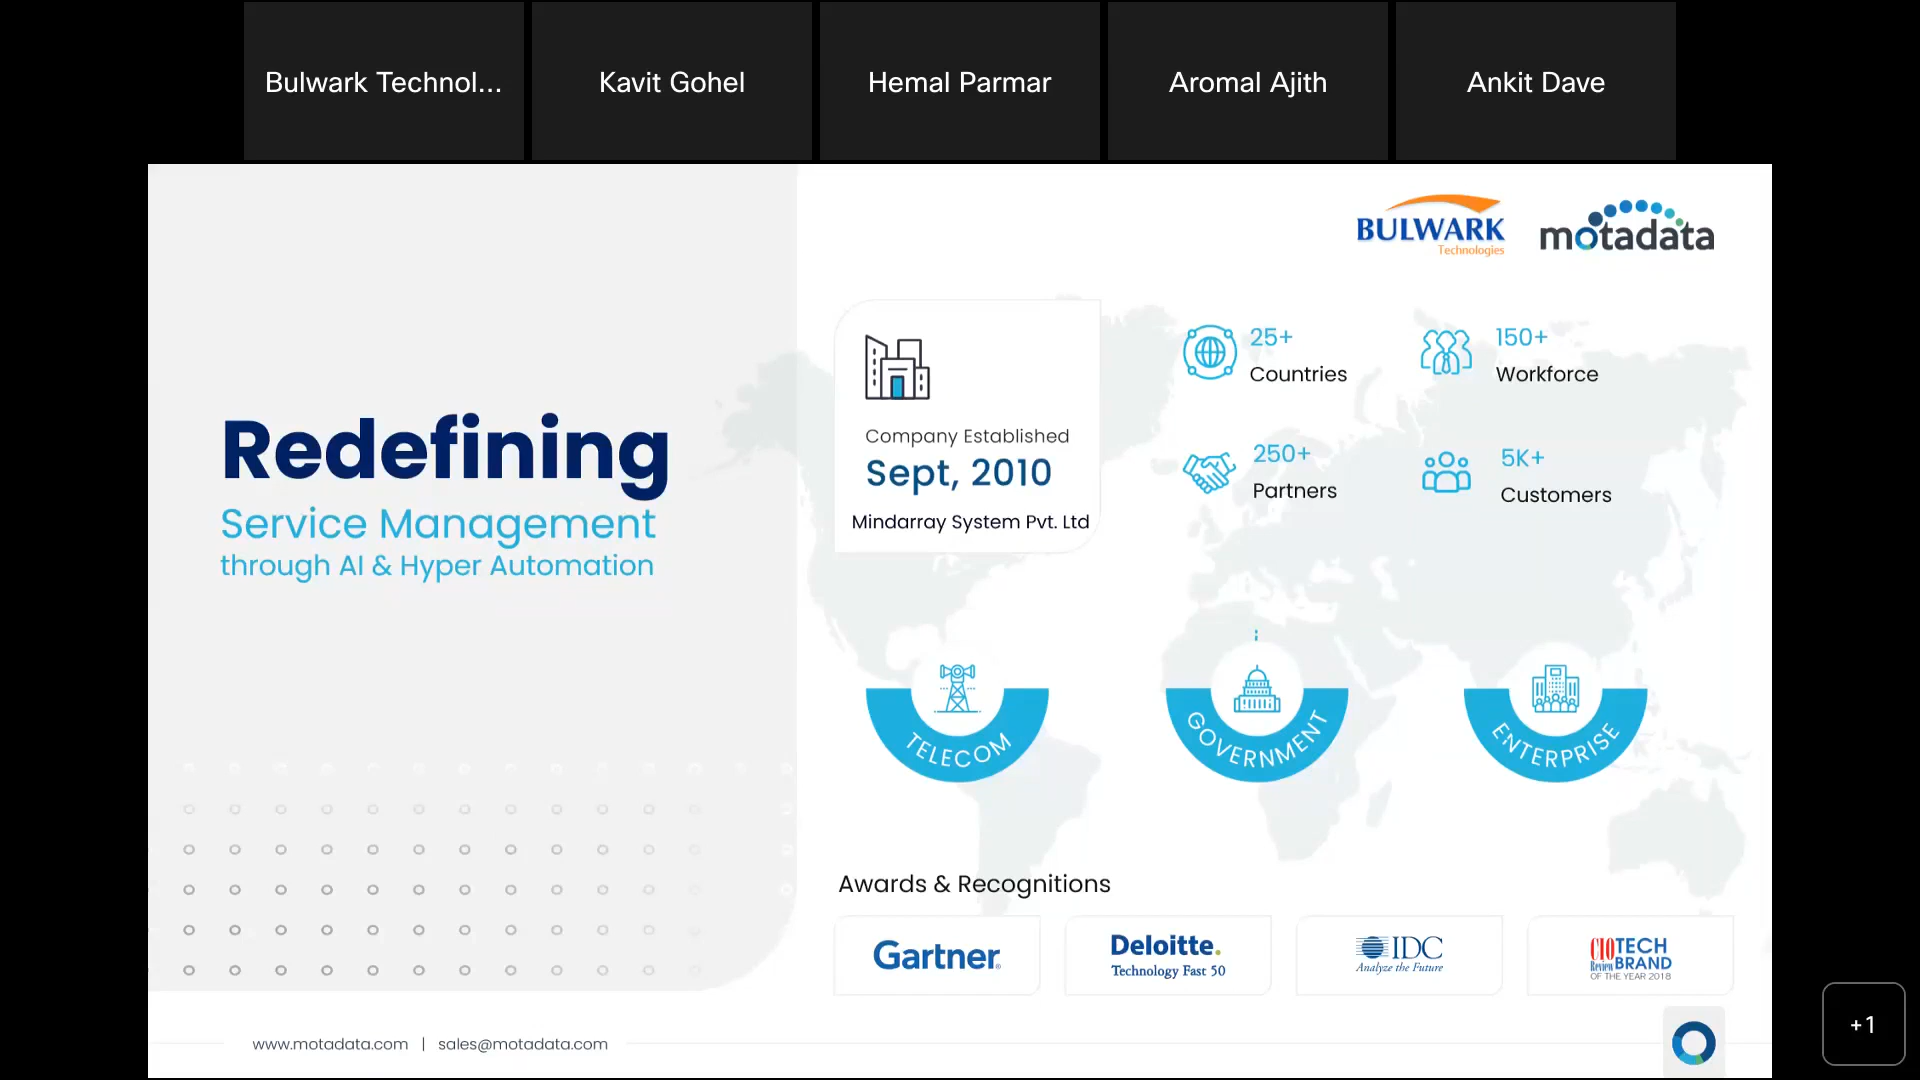 Bulwark Technol...
Kavit Gohel
Hemal Parmar
Aromal Ajith
Ankit Dave
BULWARK
Technologies
motadata
Redefining
Service Management
through AI & Hyper Automation
Company Established
Sept, 2010
Mindarray System Pvt. Ltd
25+
Countries
150+
Workforce
250+
Partners
5K+
Customers
TELECOM
GOVERNMENT
ENTERPRISE
Awards & Recognitions
Gartner®
Deloitte.
Technology Fast 50
IDC
Analyze the Future
CIO TECH
Review BRAND
OF THE YEAR 2018
www.motadata.com | sales@motadata.com
+1